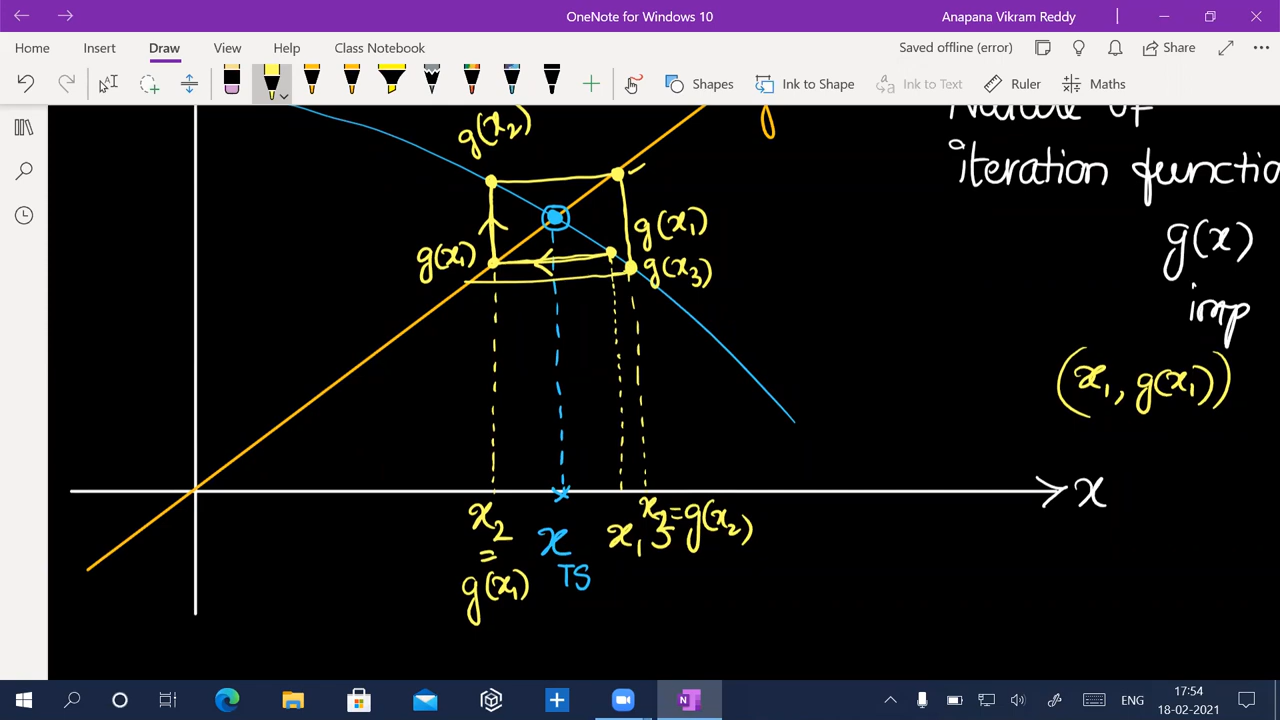 OneNote for Windows 10
Anapana Vikram Reddy
Home Insert Draw View Help Class Notebook
Saved offline (error) Share
Shapes Ink to Shape Ink to Text Ruler Maths
Nature of
iteration functio
g(x)
imp
(x₁, g(x₁))
g(x₂)
y
g(x₁)
g(x₁)
g(x₃)
x
x₂
=
g(x₁)
x
TS
x₁
x₃=g(x₂)
ENG
17:54
18-02-2021